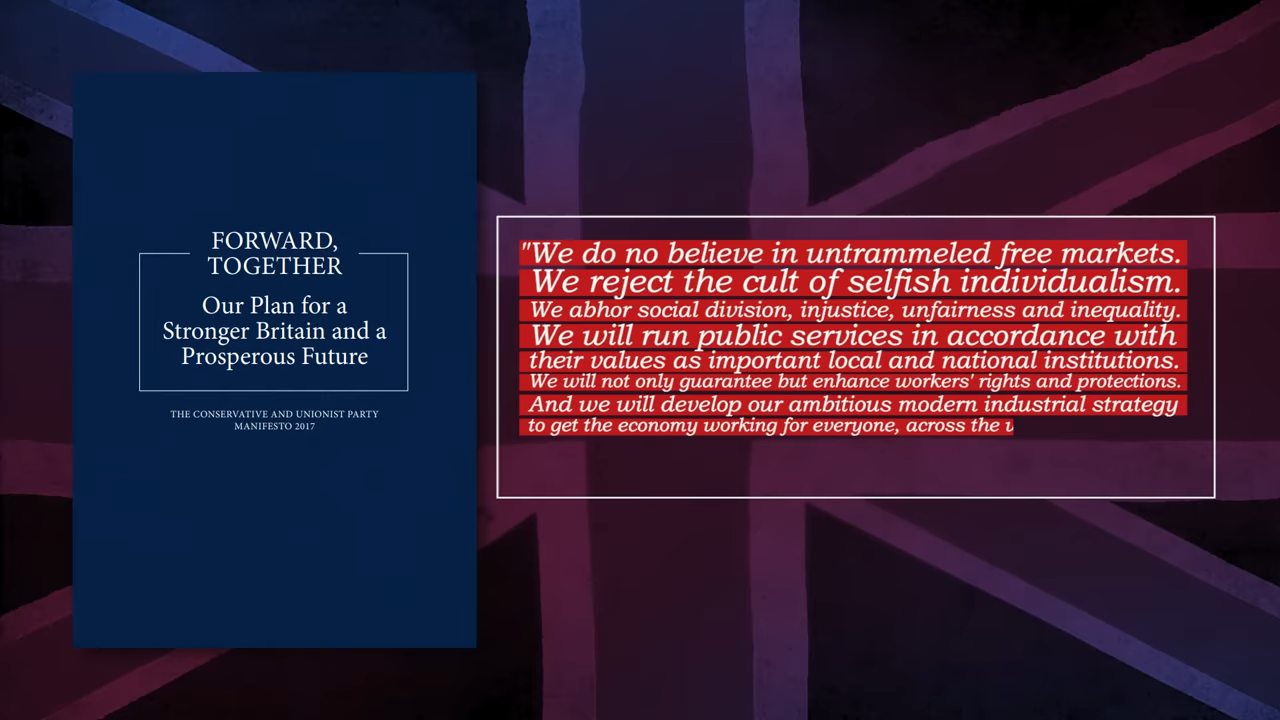 FORWARD,
TOGETHER
Our Plan for a
Stronger Britain and a
Prosperous Future
THE CONSERVATIVE AND UNIONIST PARTY
MANIFESTO 2017
"We do no believe in untrammeled free markets.
We reject the cult of selfish individualism.
We abhor social division, injustice, unfairness and inequality.
We will run public services in accordance with
their values as important local and national institutions.
We will not only guarantee but enhance workers' rights and protections.
And we will develop our ambitious modern industrial strategy
to get the economy working for everyone, across the